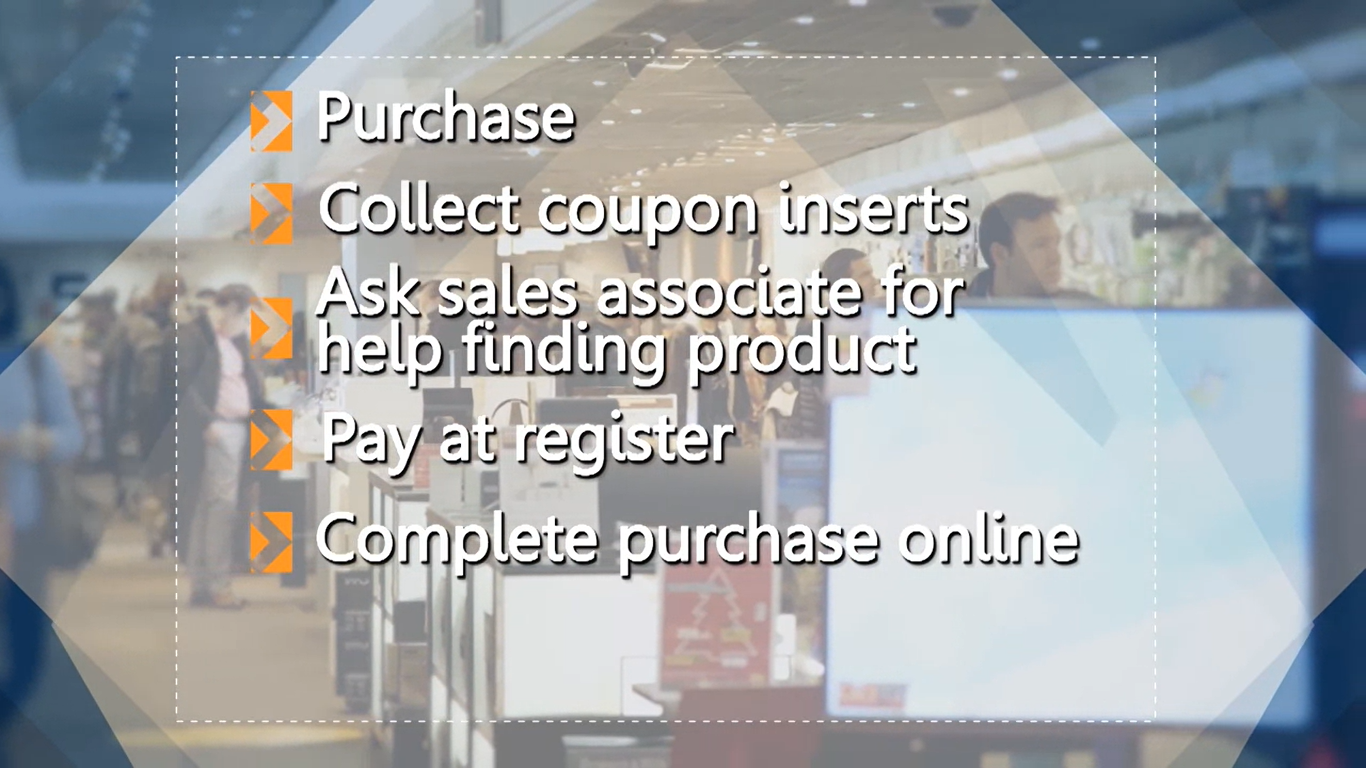 Purchase
Collect coupon inserts
Ask sales associate for
help finding product
Pay at register
Complete purchase online